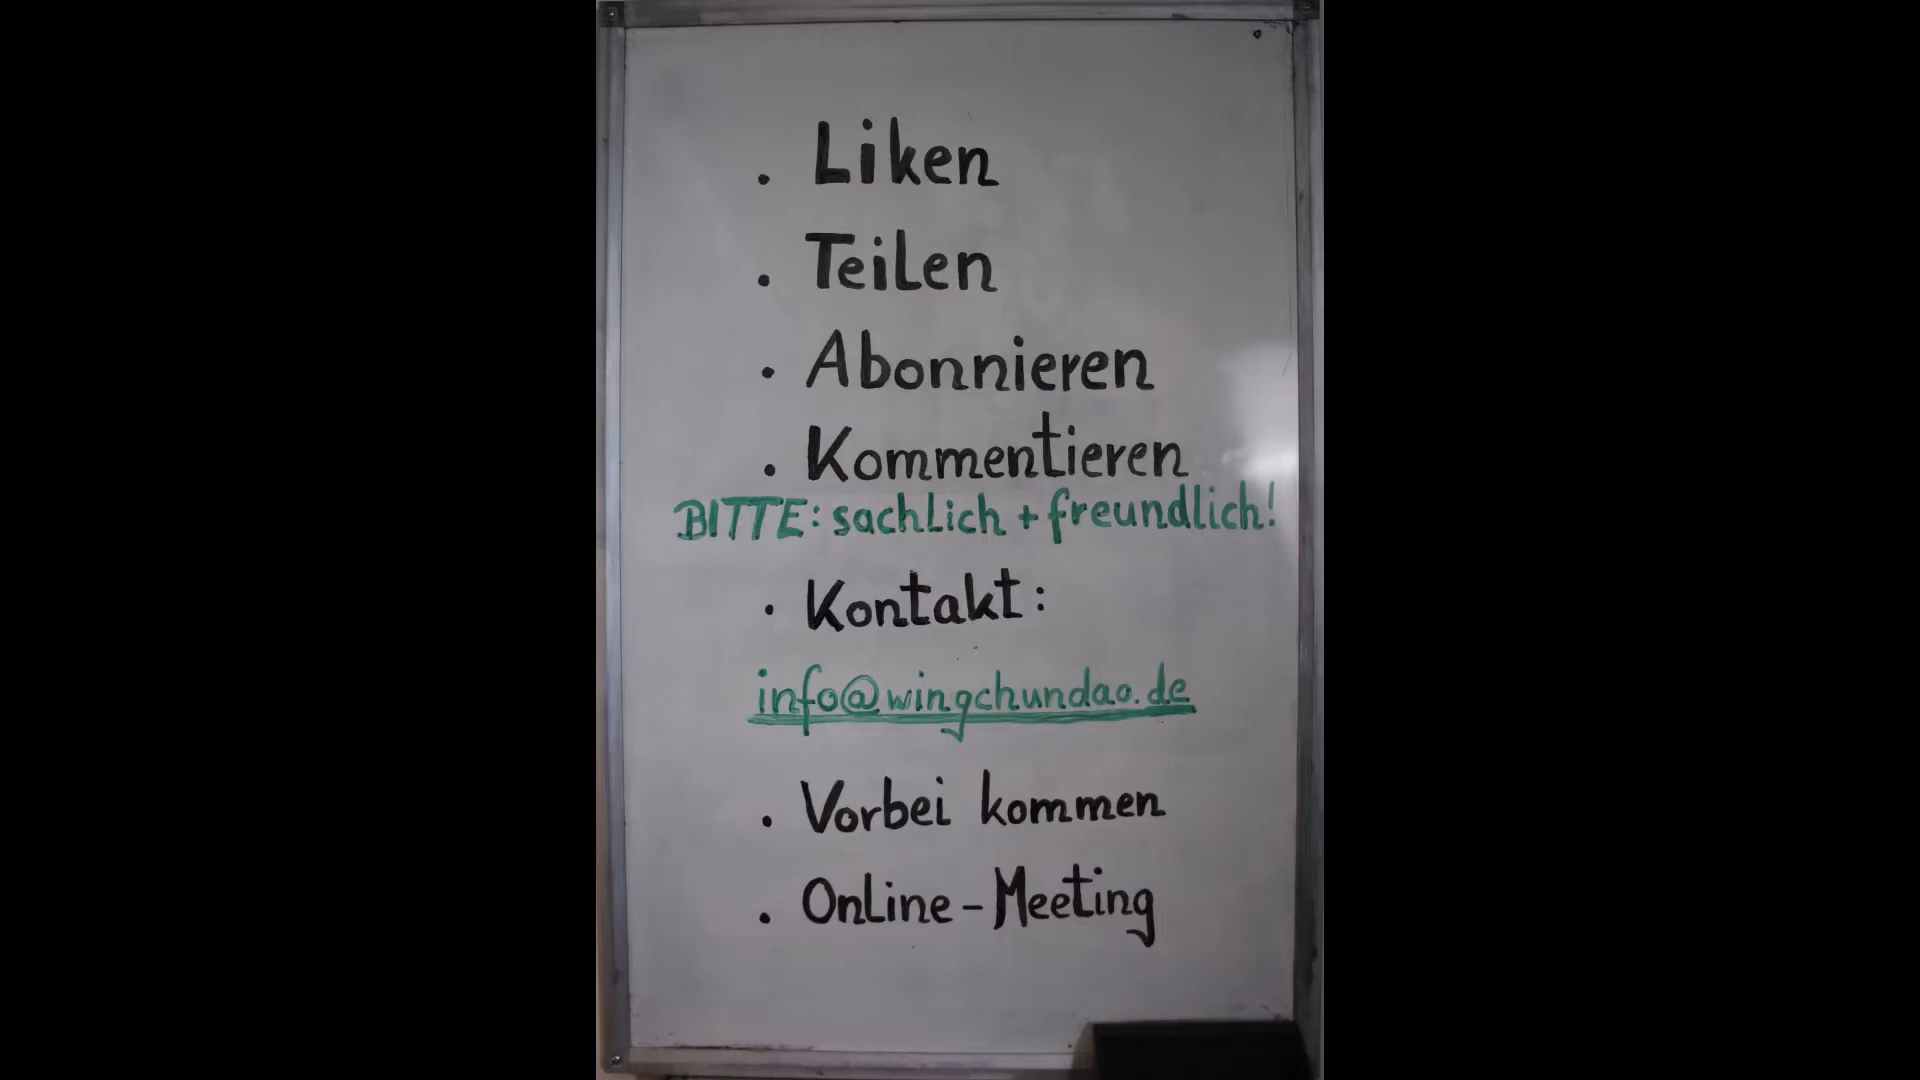 . Liken
. Teilen
. Abonnieren
. Kommentieren
BITTE: sachlich + freundlich!
. Kontakt:
info@wingchundao.de
. Vorbei kommen
. Online-Meeting